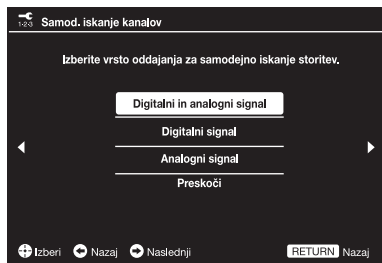 1·2·3 Samod. iskanje kanalov
Izberite vrsto oddajanja za samodejno iskanje storitev.
Digitalni in analogni signal
Digitalni signal
Analogni signal
Preskoči
Izberi Nazaj Naslednji RETURN Nazaj